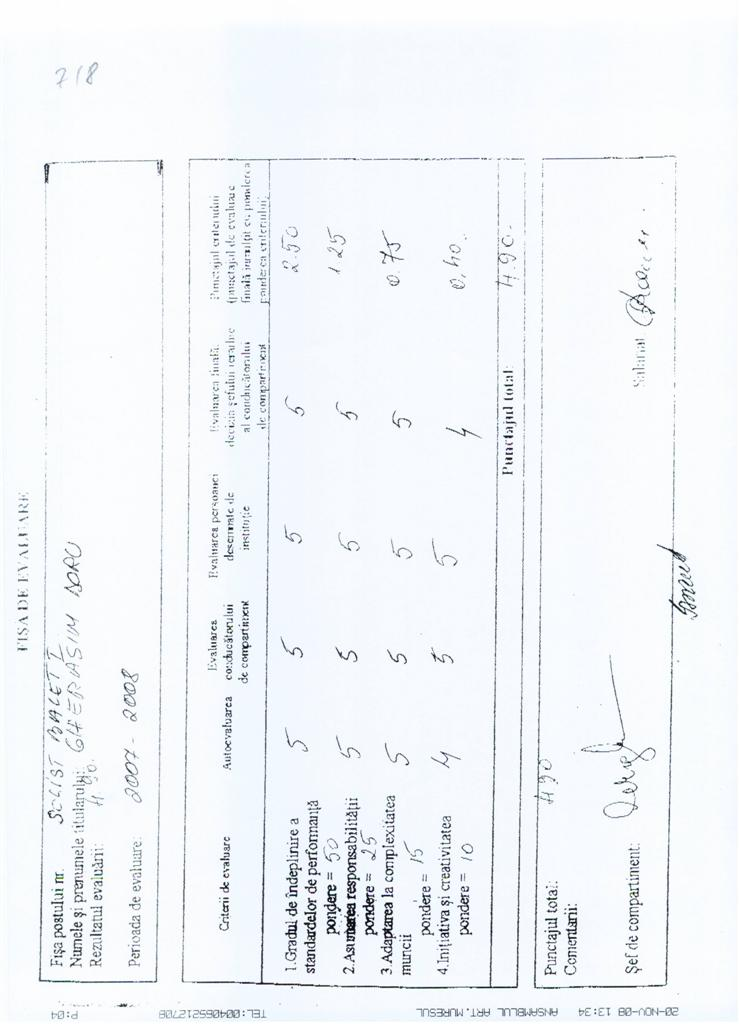 7/8
FISA DE EVALUARE
Fişa postului nr. SOLIST BALET I
Numele şi prenumele titularului: GHERASIM DORU
Rezultatul evaluării: 4.90.
Perioada de evaluare: 2007 - 2008
Criterii de evaluare Autoevaluarea Evaluarea conducătorului de compartiment Evaluarea persoanei desemnate de instituţie Evaluarea finală decizia şefului ierarhic al conducătorului de compartiment Punctajul criteriului (punctajul de evaluare finală înmulţit cu ponderea criteriului)
1.Gradul de îndeplinire a standardelor de performanţă 5 5 5 5 2.50
pondere = 50
2.Asumarea responsabilităţii 5 5 5 5 1.25
pondere = 25
3.Adaptarea la complexitatea muncii 5 5 5 5 0.75
pondere = 15
4.Iniţiativa şi creativitatea 4 5 5 4 0.40.
pondere = 10
Punctajul total: 4.90.
Punctajul total: 4.90
Comentarii:
Şef de compartiment:
Salariat
20-NOV-08 13:34 ANSAMBLUL ART. MURESUL TEL:0040652127​08 P:04